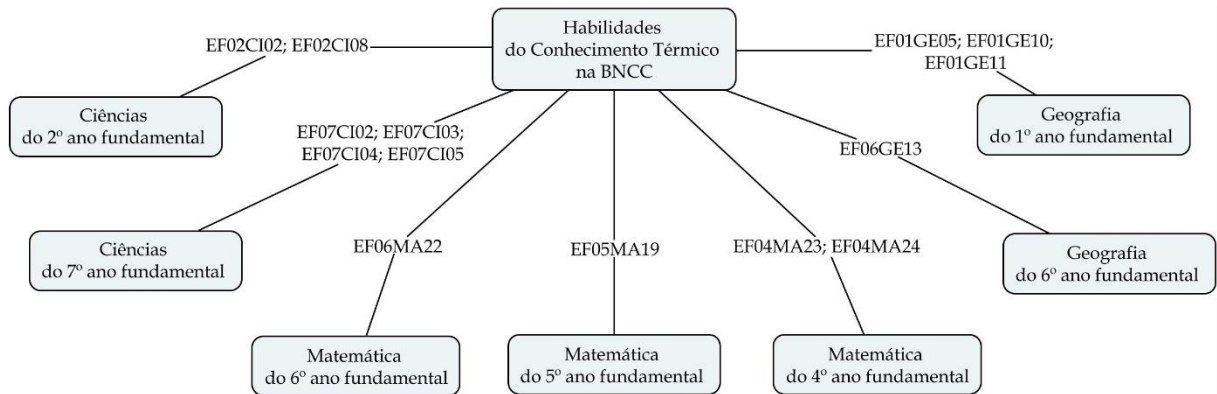 Habilidades
do Conhecimento Térmico
na BNCC
EF02CI02; EF02CI08
EF01GE05; EF01GE10;
EF01GE11
Ciências
do 2º ano fundamental
Geografia
do 1º ano fundamental
EF07CI02; EF07CI03;
EF07CI04; EF07CI05
EF06GE13
Ciências
do 7º ano fundamental
EF06MA22
EF05MA19
EF04MA23; EF04MA24
Geografia
do 6º ano fundamental
Matemática
do 6º ano fundamental
Matemática
do 5º ano fundamental
Matemática
do 4º ano fundamental